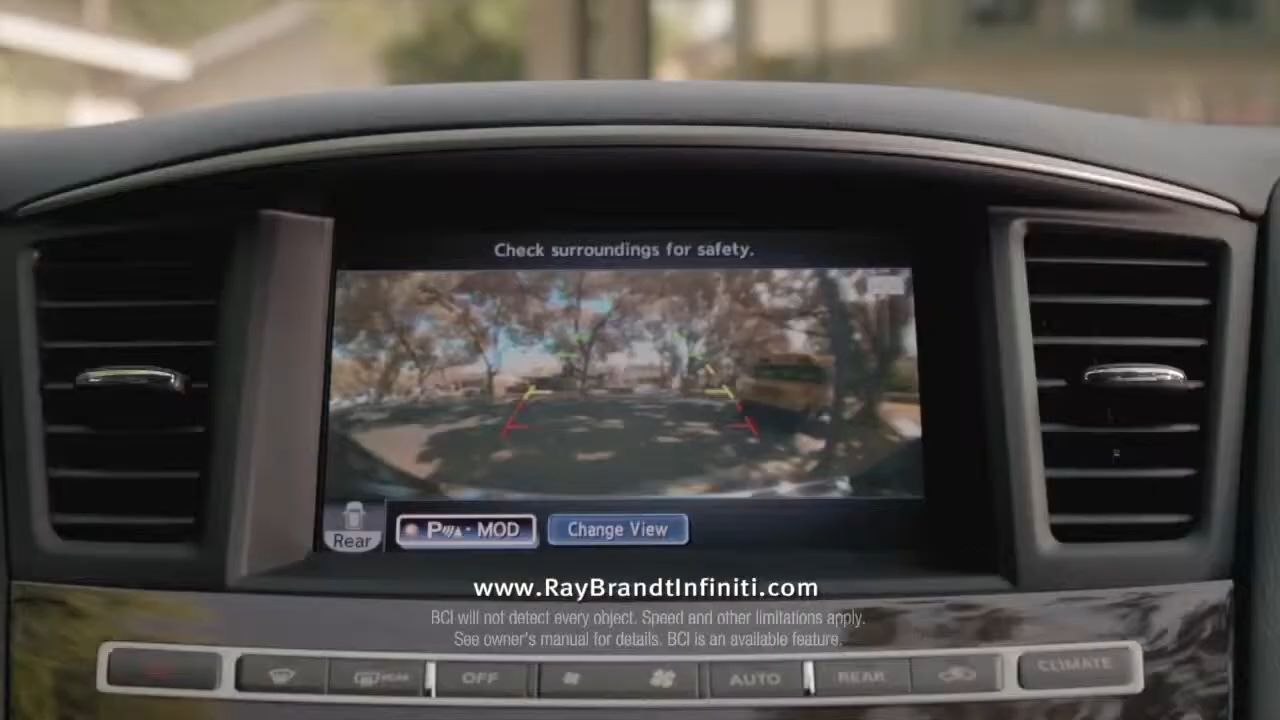 Check surroundings for safety.
Rear
P MOD
Change View
www.RayBrandtInfiniti.com
BCI will not detect every object. Speed and other limitations apply.
See owner's manual for details. BCI is an available feature.
REAR
OFF
AUTO
REAR
CLIMATE